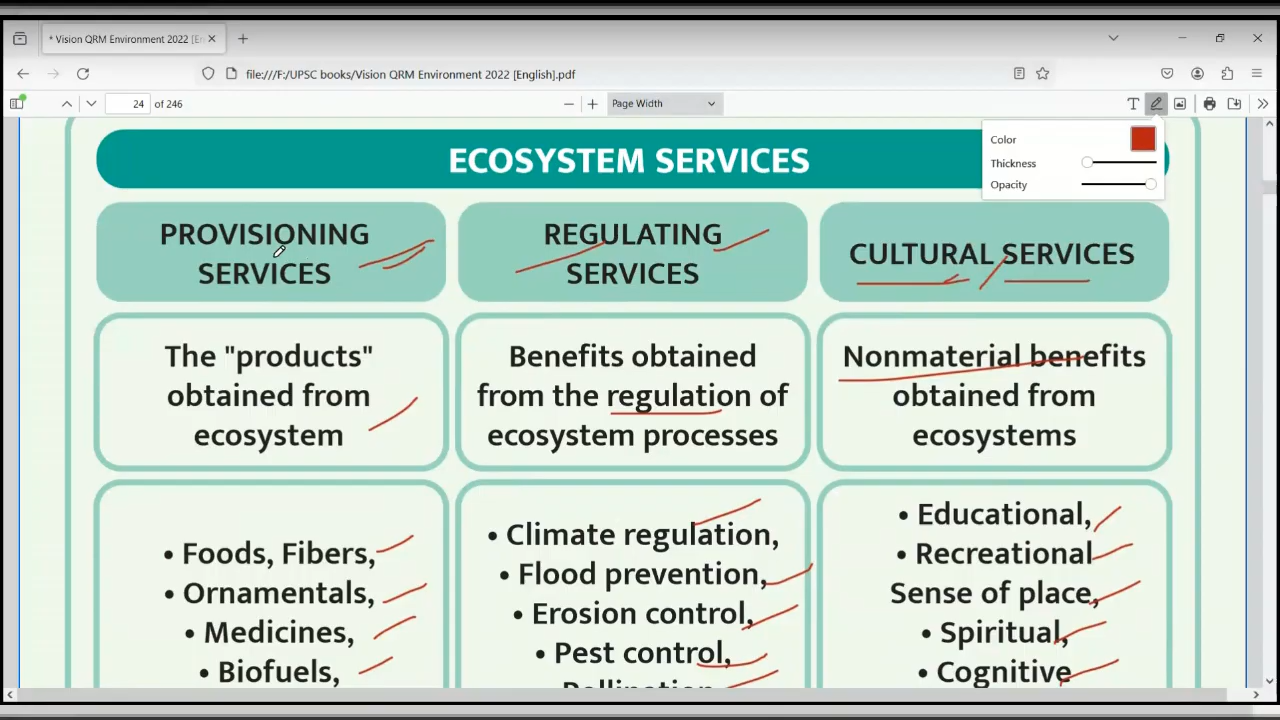 * Vision QRM Environment 2022 [En
file:///F:/UPSC books/Vision QRM Environment 2022 [English].pdf
24 of 246
Page Width
Color
Thickness
Opacity
ECOSYSTEM SERVICES
PROVISIONING
SERVICES
The "products"
obtained from
ecosystem
• Foods, Fibers,
• Ornamentals,
• Medicines,
• Biofuels,
REGULATING
SERVICES
Benefits obtained
from the regulation of
ecosystem processes
• Climate regulation,
• Flood prevention,
• Erosion control,
• Pest control,
Pollination
CULTURAL SERVICES
Nonmaterial benefits
obtained from
ecosystems
• Educational,
• Recreational
Sense of place,
• Spiritual,
• Cognitive